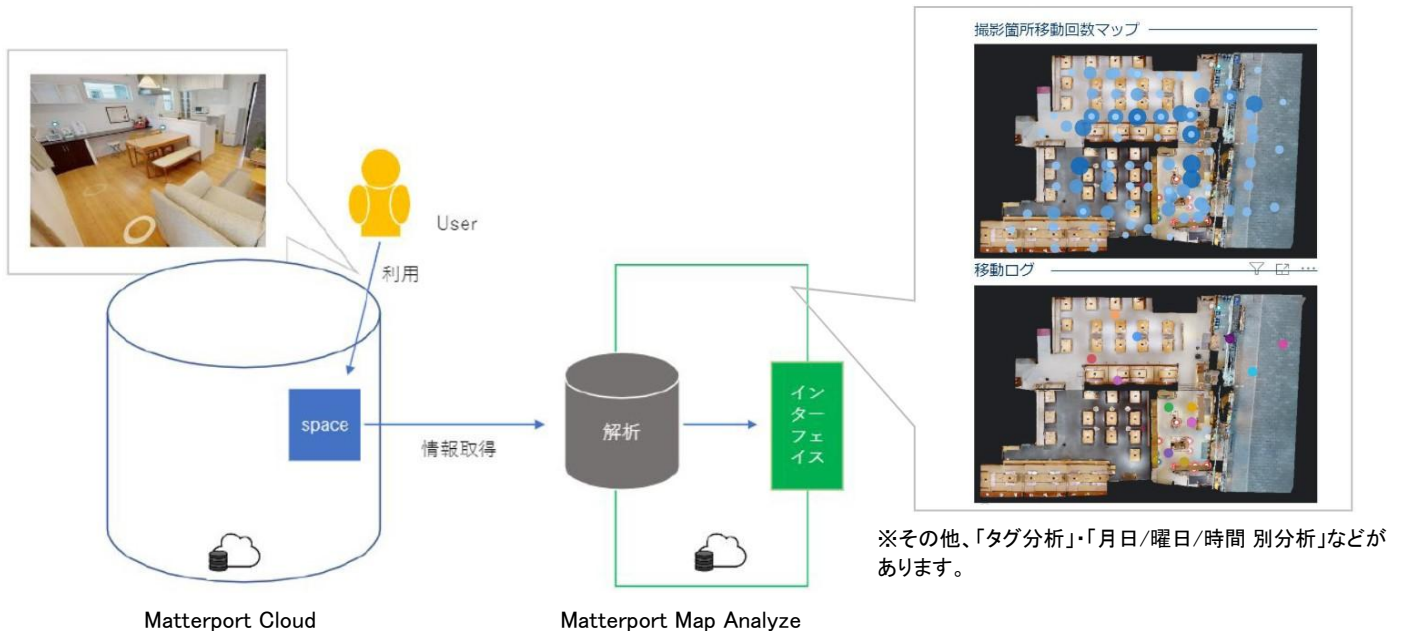 撮影箇所移動回数マップ
User
利用
移動ログ
space
情報取得
解析
イン
ター
フェ
イス
※その他、「タグ分析」・「月日/曜日/時間 別分析」などが
あります。
Matterport Cloud
Matterport Map Analyze